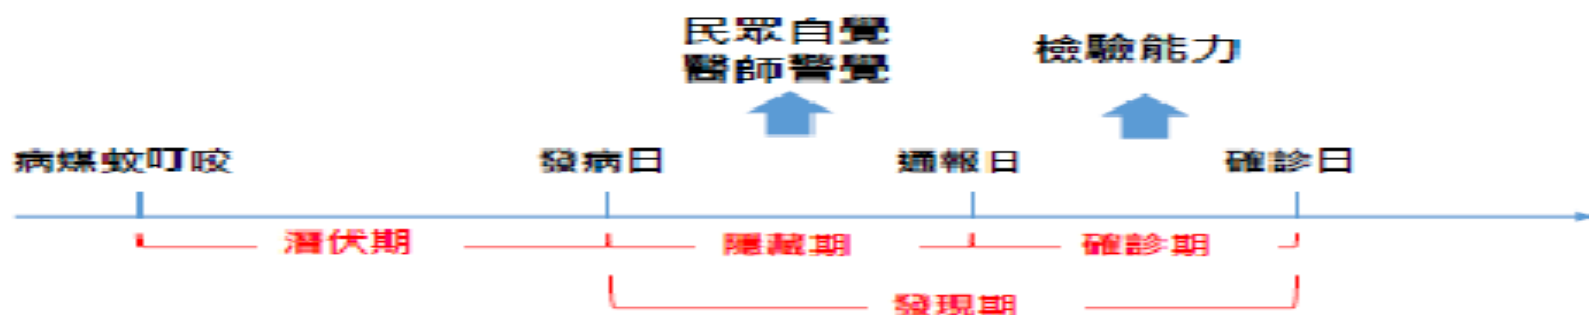 民眾自覺
醫師警覺
檢驗能力
病媒蚊叮咬
發病日
通報日
確診日
潛伏期
隱藏期
確診期
發現期